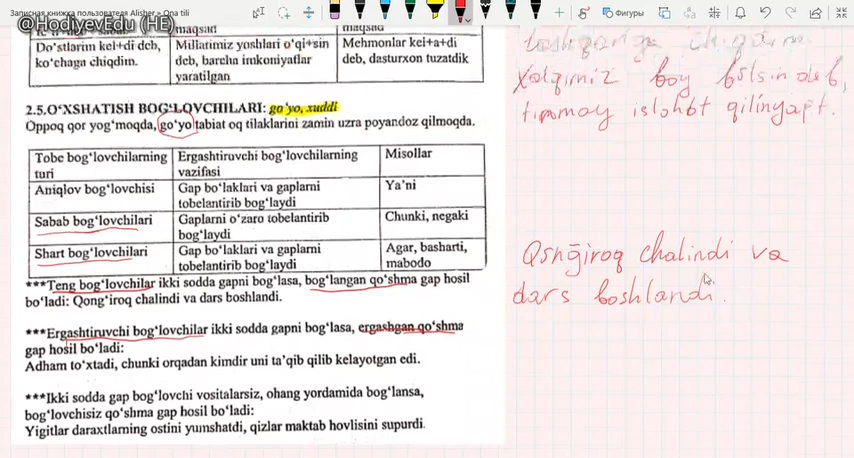 Записная книжка пользователя Alisher » Ona tili
@HodiyevEdu (HE)
Фигуры
maqsad
maqsad
Do‘stlarim kel+di deb, ko‘chaga chiqdim.
Millatimiz yoshlari o‘qi+sin deb, barcha imkoniyatlar yaratilgan
Mehmonlar kel+a+di deb, dasturxon tuzatdik
2.5.O‘XSHATISH BOG‘LOVCHILARI: go‘yo, xuddi
Oppoq qor yog‘moqda, go‘yo tabiat oq tilaklarini zamin uzra poyandoz qilmoqda.
Tobe bog‘lovchilarning turi
Ergashtiruvchi bog‘lovchilarning vazifasi
Misollar
Aniqlov bog‘lovchisi
Gap bo‘laklari va gaplarni tobelantirib bog‘laydi
Ya’ni
Sabab bog‘lovchilari
Gaplarni o‘zaro tobelantirib bog‘laydi
Chunki, negaki
Shart bog‘lovchilari
Gap bo‘laklari va gaplarni tobelantirib bog‘laydi
Agar, basharti, mabodo
***Teng bog‘lovchilar ikki sodda gapni bog‘lasa, bog‘langan qo‘shma gap hosil
bo‘ladi: Qong‘iroq chalindi va dars boshlandi.
***Ergashtiruvchi bog‘lovchilar ikki sodda gapni bog‘lasa, ergashgan qo‘shma
gap hosil bo‘ladi:
Adham to‘xtadi, chunki orqadan kimdir uni ta’qib qilib kelayotgan edi.
***Ikki sodda gap bog‘lovchi vositalarsiz, ohang yordamida bog‘lansa,
bog‘lovchisiz qo‘shma gap hosil bo‘ladi:
Yigitlar daraxtlarning ostini yumshatdi, qizlar maktab hovlisini supurdi.
Xalqimiz boy bo‘lsin deb,
tinmay islohot qilinyapt.
Qong‘iroq chalindi va
dars boshlandi.